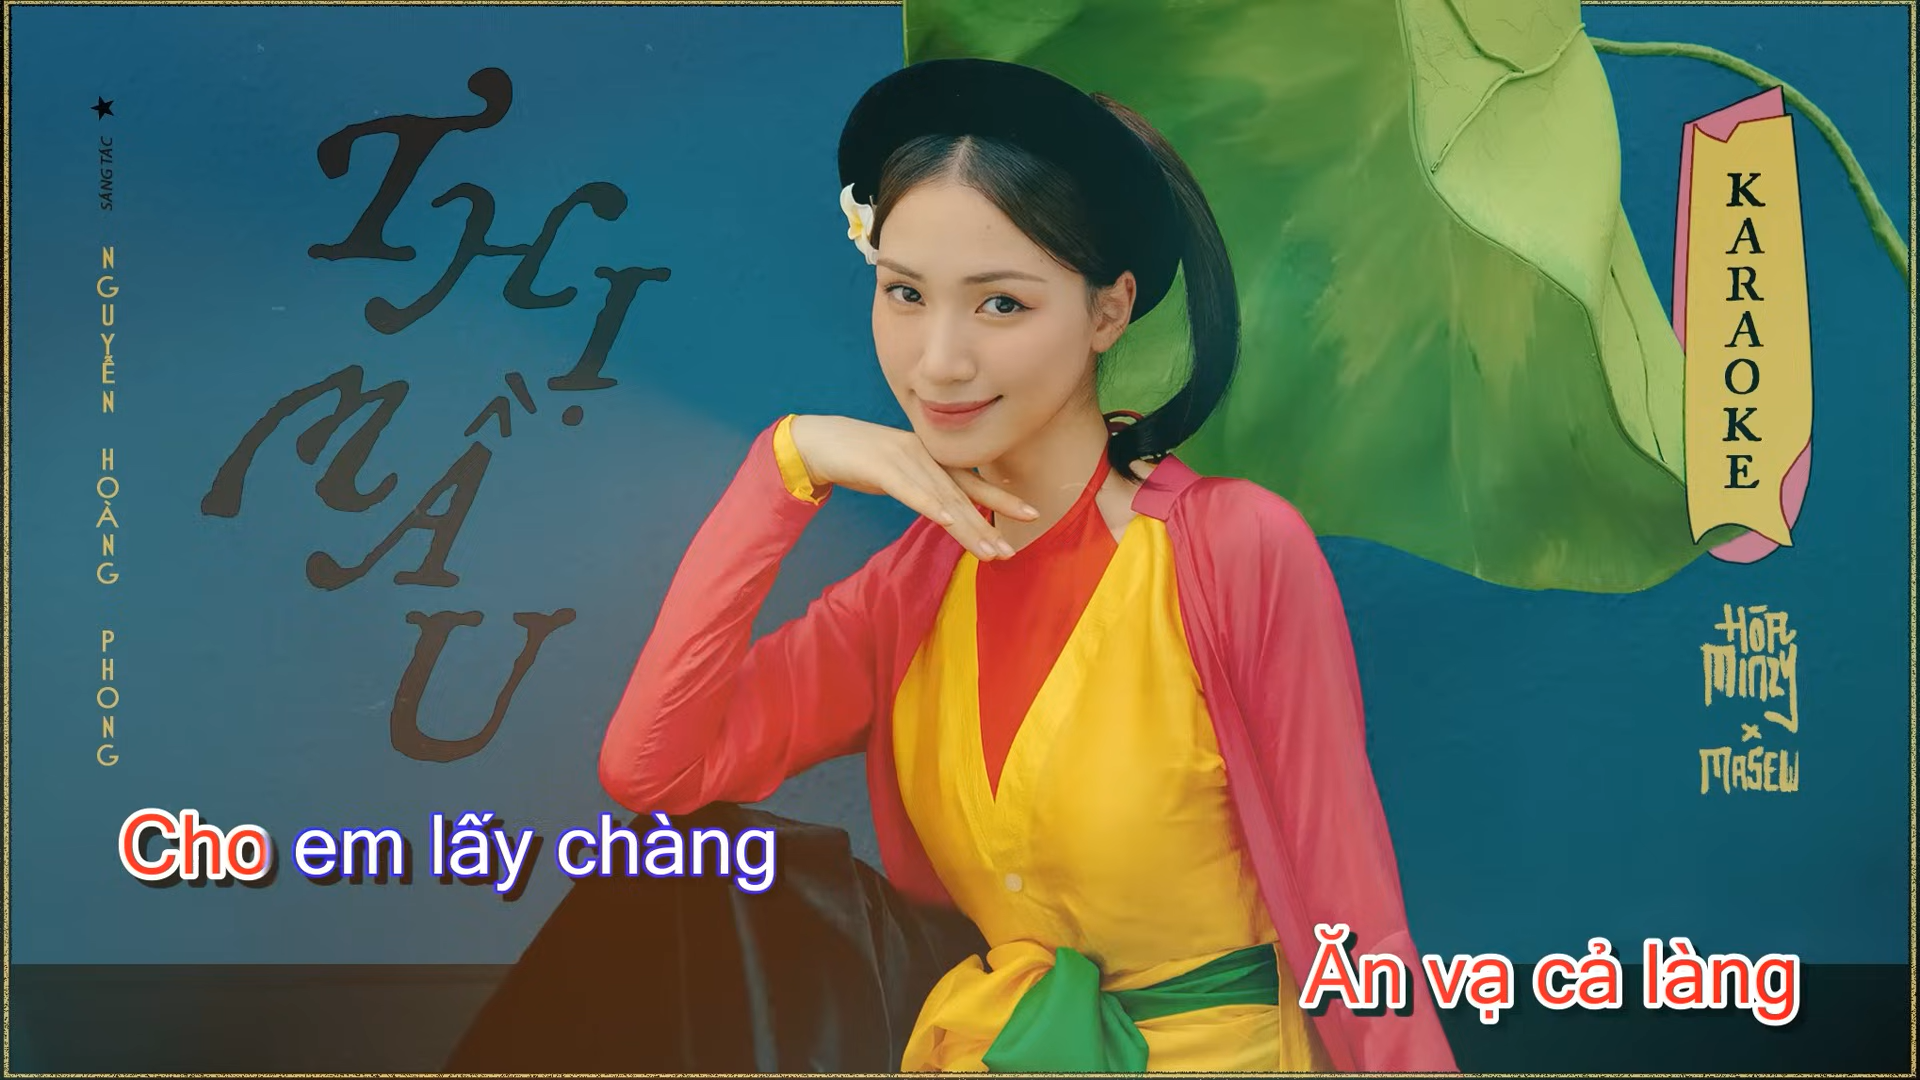 ★
SÁNG TÁC
NGUYỄN HOÀNG PHONG
THỊ
MẦU
KARAOKE
HÒA
MINZY
x
MASEW
Cho em lấy chàng
Ăn vạ cả làng